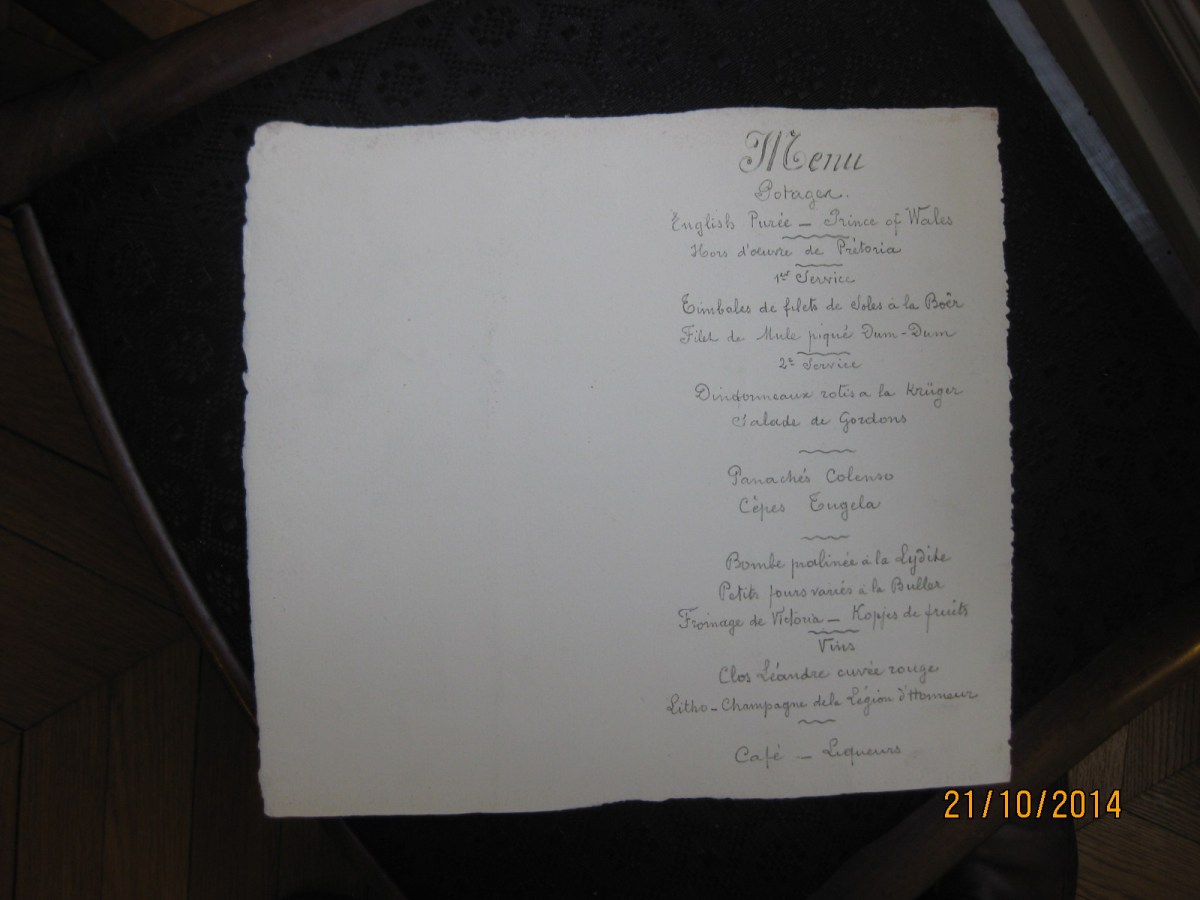 Menu
Potages.
English Purée — Prince of Wales
Hors d'œuvre de Prétoria
1er Service
Timbales de filets de Soles à la Boër
Filet de Mule piqué Dum-Dum
2e Service
Dindonneaux rotis a la Krüger
Salade de Gordons
Panachés Colenso
Cèpes Tugela
Bombe pralinée à la Lydite
Petits fours variés à la Buller
Fromage de Victoria — Kopjes de fruits
Vins
Clos Léandre cuvée rouge
Litho-Champagne de la Légion d'Honneur
Café — Liqueurs
21/10/2014